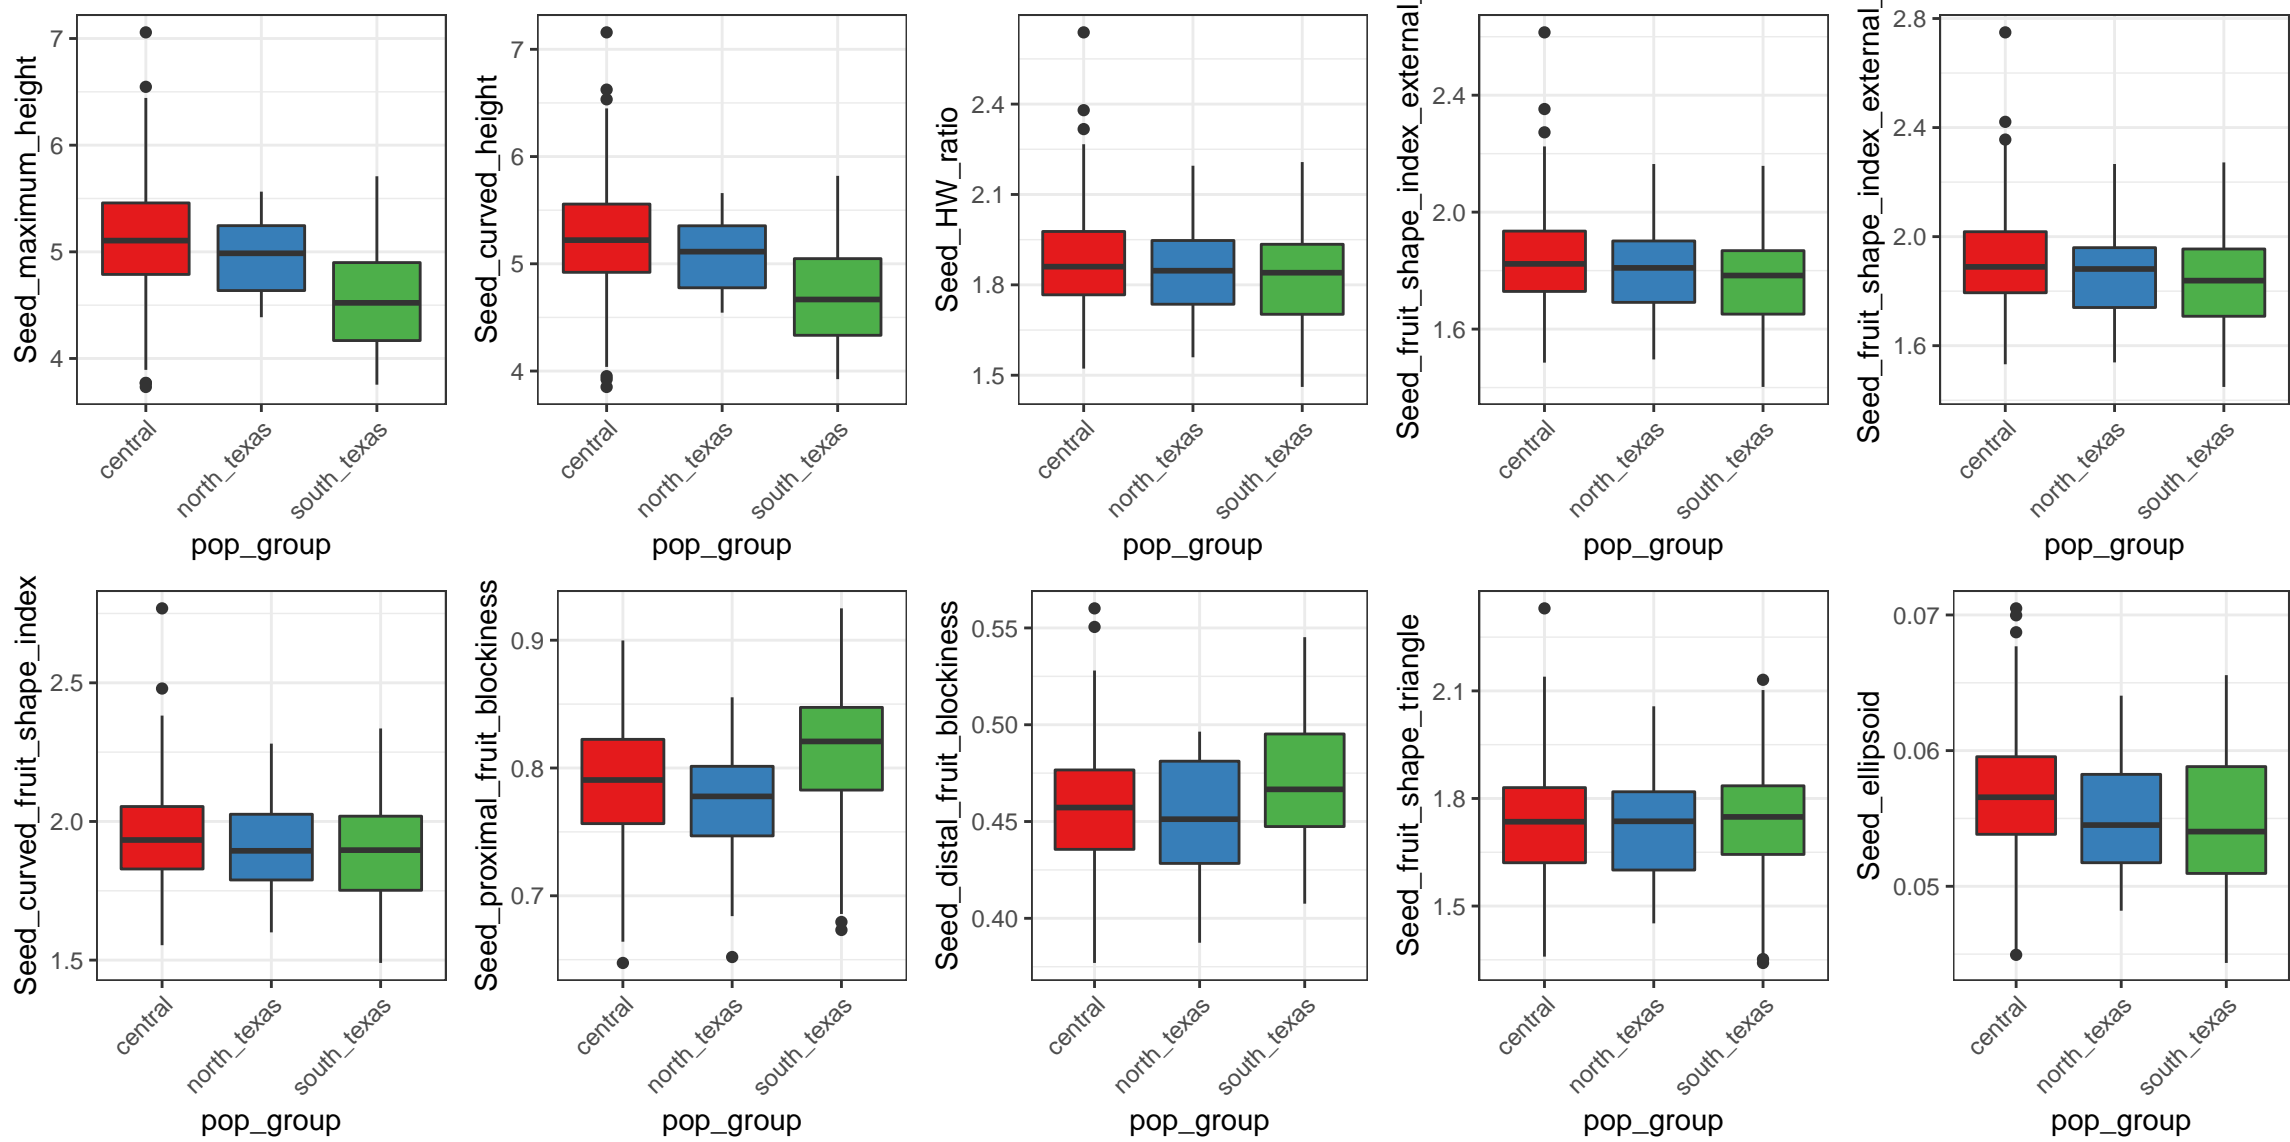 Seed_maximum_height
7
6
5
4
central
north_texas
south_texas
pop_group
Seed_curved_height
7
6
5
4
central
north_texas
south_texas
pop_group
Seed_HW_ratio
2.4
2.1
1.8
1.5
central
north_texas
south_texas
pop_group
Seed_fruit_shape_index_external_
2.4
2.0
1.6
central
north_texas
south_texas
pop_group
Seed_fruit_shape_index_external_
2.8
2.4
2.0
1.6
central
north_texas
south_texas
pop_group
Seed_curved_fruit_shape_index
2.5
2.0
1.5
central
north_texas
south_texas
pop_group
Seed_proximal_fruit_blockiness
0.9
0.8
0.7
central
north_texas
south_texas
pop_group
Seed_distal_fruit_blockiness
0.55
0.50
0.45
0.40
central
north_texas
south_texas
pop_group
Seed_fruit_shape_triangle
2.1
1.8
1.5
central
north_texas
south_texas
pop_group
Seed_ellipsoid
0.07
0.06
0.05
central
north_texas
south_texas
pop_group